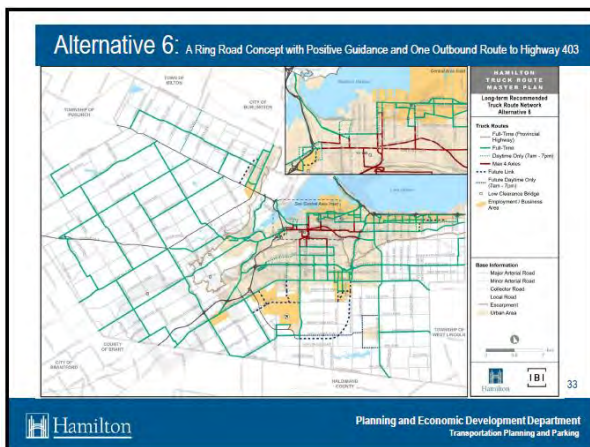 Alternative 6: A Ring Road Concept with Positive Guidance and One Outbound Route to Highway 403
HAMILTON
TRUCK ROUTE
MASTER PLAN
Long-term Recommended
Truck Route Network
Alternative 6
Truck Routes
Full-Time (Provincial
Highway)
Full-Time
Daytime Only (7am - 7pm)
Max 4 Axles
Future Link
Future Daytime Only
(7am - 7pm)
Low Clearance Bridge
Employment / Business
Area
Base Information
Major Arterial Road
Minor Arterial Road
Collector Road
Local Road
Escarpment
Urban Area
TOWN OF
MILTON
TOWNSHIP OF
PUSLINCH
CITY OF
BURLINGTON
COUNTY
OF BRANT
CITY OF
BRANTFORD
HALDIMAND
COUNTY
TOWNSHIP OF
WEST LINCOLN
Hamilton
IBI
33
Hamilton
Planning and Economic Development Department
Transportation Planning and Parking